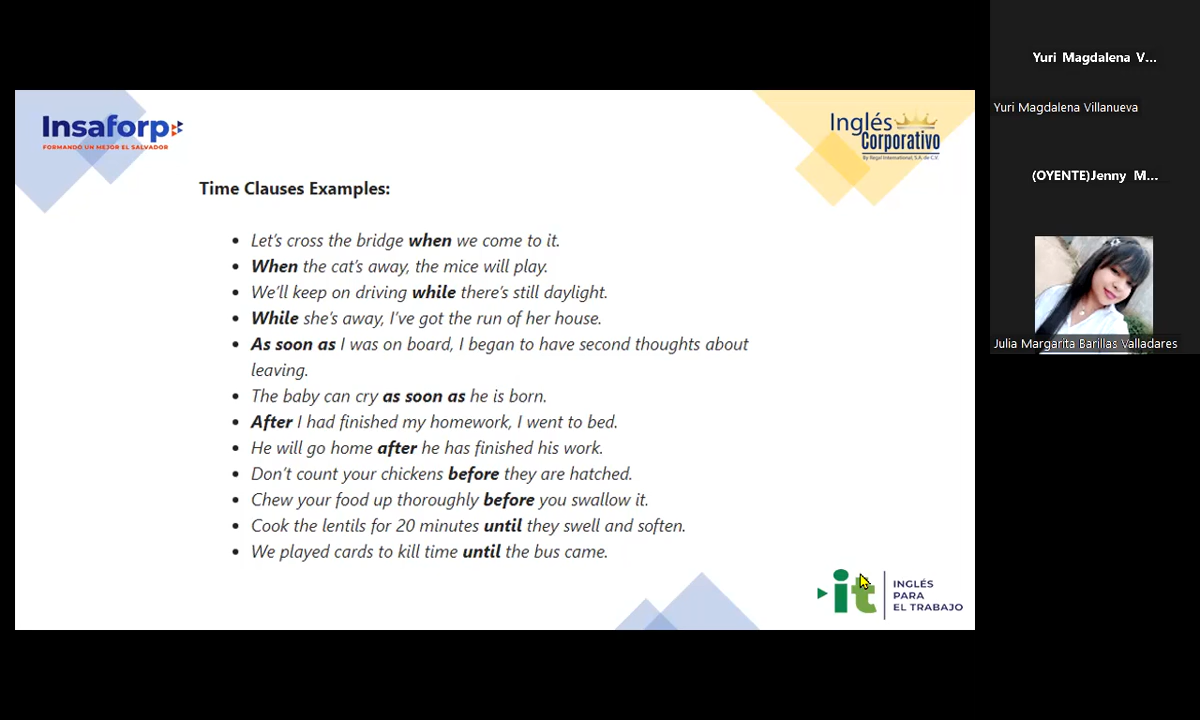 Insaforp
FORMANDO UN MEJOR EL SALVADOR
Inglés
Corporativo
By Regal International, S.A. de C.V.
Time Clauses Examples:
• Let's cross the bridge when we come to it.
• When the cat's away, the mice will play.
• We'll keep on driving while there's still daylight.
• While she's away, I've got the run of her house.
• As soon as I was on board, I began to have second thoughts about
leaving.
• The baby can cry as soon as he is born.
• After I had finished my homework, I went to bed.
• He will go home after he has finished his work.
• Don't count your chickens before they are hatched.
• Chew your food up thoroughly before you swallow it.
• Cook the lentils for 20 minutes until they swell and soften.
• We played cards to kill time until the bus came.
it
INGLÉS
PARA
EL TRABAJO
Yuri Magdalena V...
Yuri Magdalena Villanueva
(OYENTE)Jenny M...
Julia Margarita Barillas Valladares